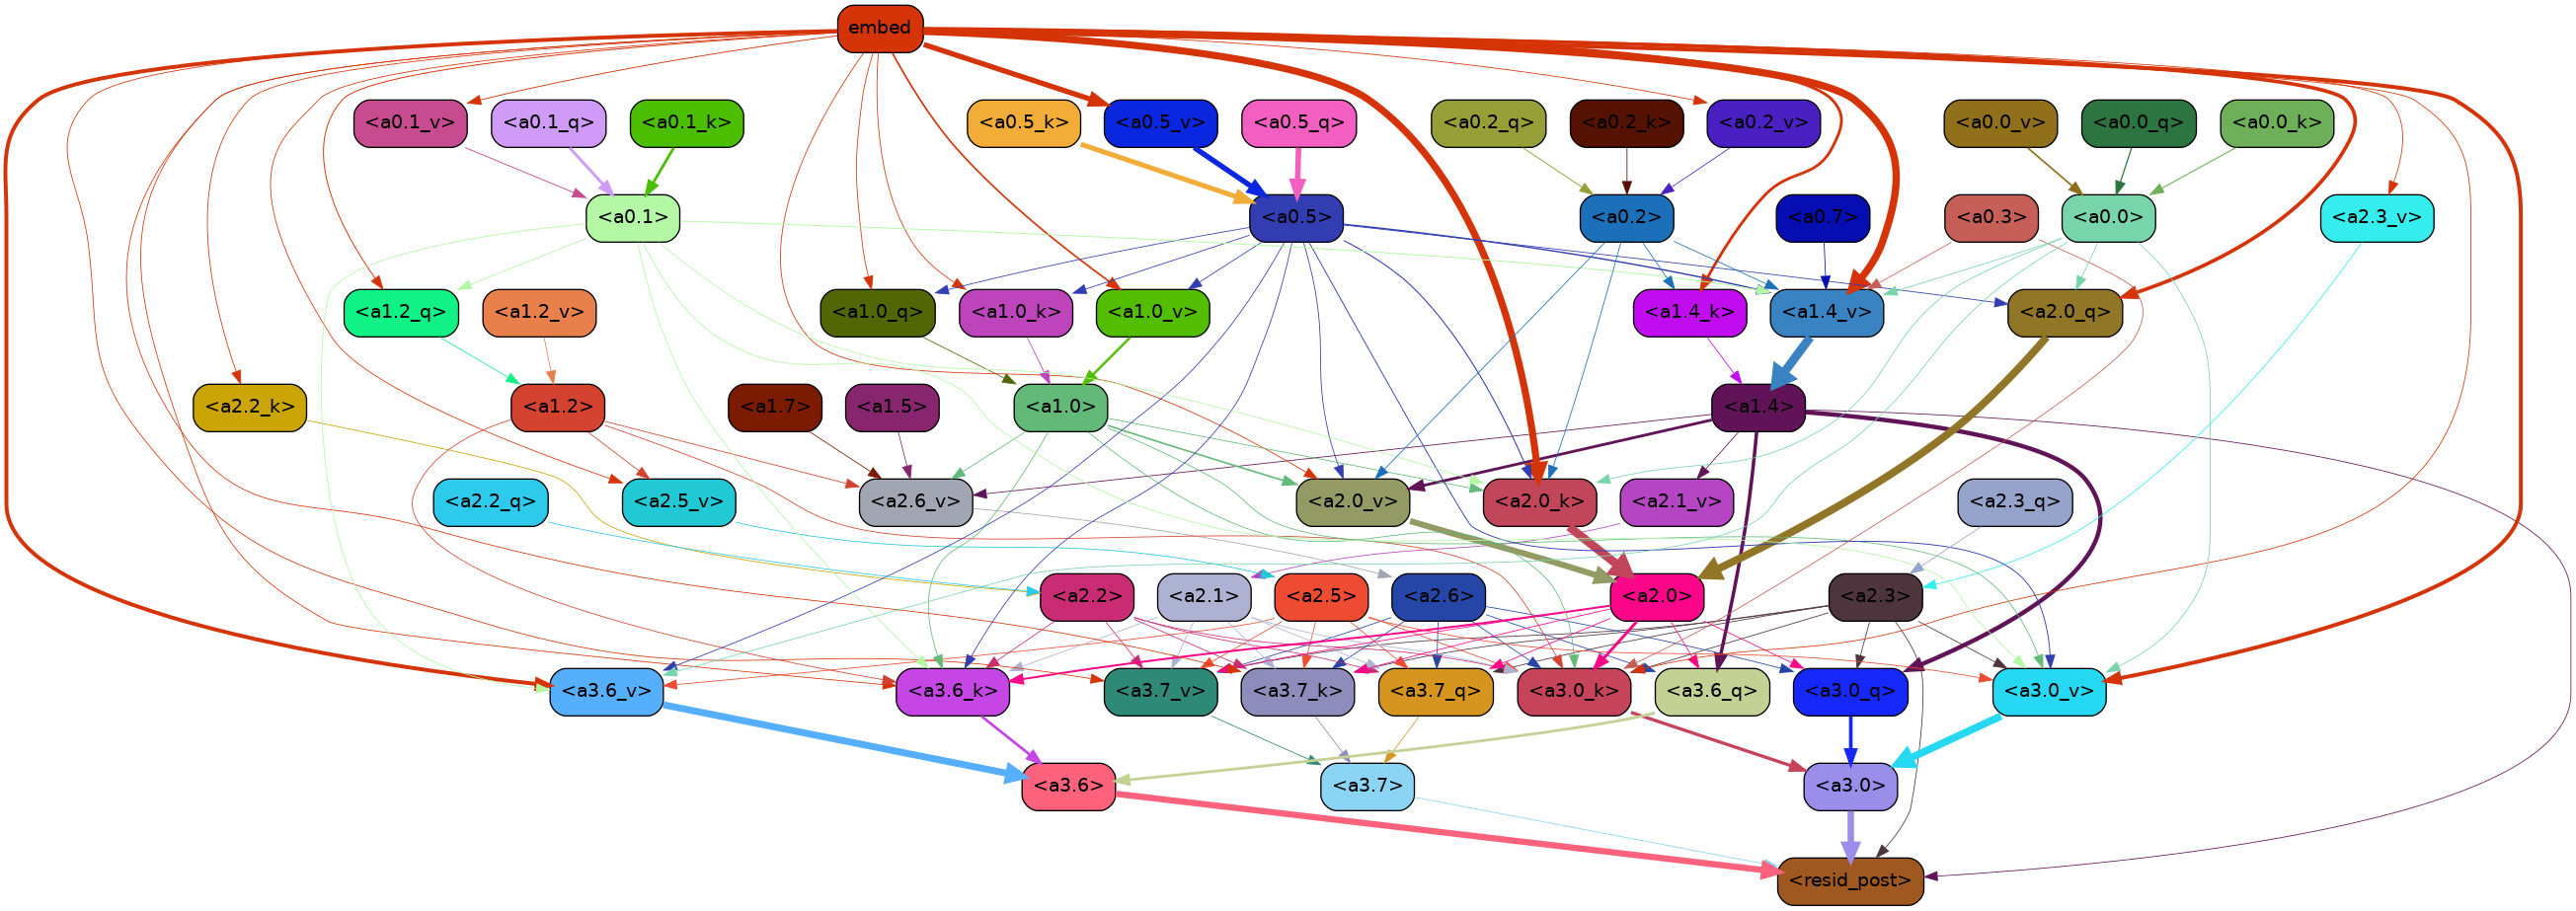 embed
<a0.1_v>
<a0.1_q>
<a0.1_k>
<a0.5_k>
<a0.5_v>
<a0.5_q>
<a0.2_q>
<a0.2_k>
<a0.2_v>
<a0.0_v>
<a0.0_q>
<a0.0_k>
<a0.1>
<a0.5>
<a0.2>
<a0.7>
<a0.3>
<a0.0>
<a2.3_v>
<a1.2_q>
<a1.2_v>
<a1.0_q>
<a1.0_k>
<a1.0_v>
<a1.4_k>
<a1.4_v>
<a2.0_q>
<a2.2_k>
<a1.2>
<a1.7>
<a1.5>
<a1.0>
<a1.4>
<a2.2_q>
<a2.5_v>
<a2.6_v>
<a2.0_v>
<a2.0_k>
<a2.1_v>
<a2.3_q>
<a2.2>
<a2.1>
<a2.5>
<a2.6>
<a2.0>
<a2.3>
<a3.6_v>
<a3.6_k>
<a3.7_v>
<a3.7_k>
<a3.7_q>
<a3.0_k>
<a3.6_q>
<a3.0_q>
<a3.0_v>
<a3.6>
<a3.7>
<a3.0>
<resid_post>